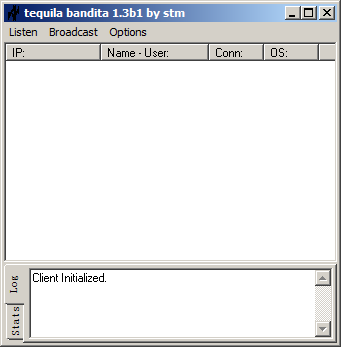 tequila bandita 1.3b1 by stm
Listen Broadcast Options
IP: Name - User: Conn: OS:
Log
Client Initialized.
Stats